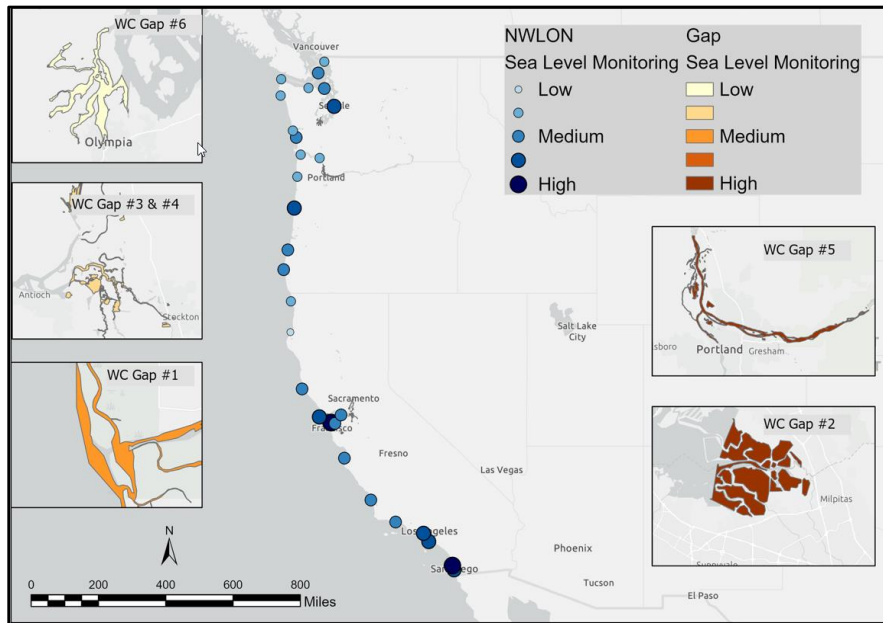 WC Gap #6
Olympia
WC Gap #3 & #4
Antioch
Stockton
WC Gap #1
N
0 200 400 600 800
Miles
Vancouver
Seattle
Portland
Sacramento
Francisco
Fresno
Las Vegas
Los Angeles
San Diego
Salt Lake
City
Phoenix
Tucson
El Paso
NWLON Gap
Sea Level Monitoring Sea Level Monitoring
Low Low
Medium Medium
High High
WC Gap #5
lsboro
Portland Gresham
WC Gap #2
Milpitas